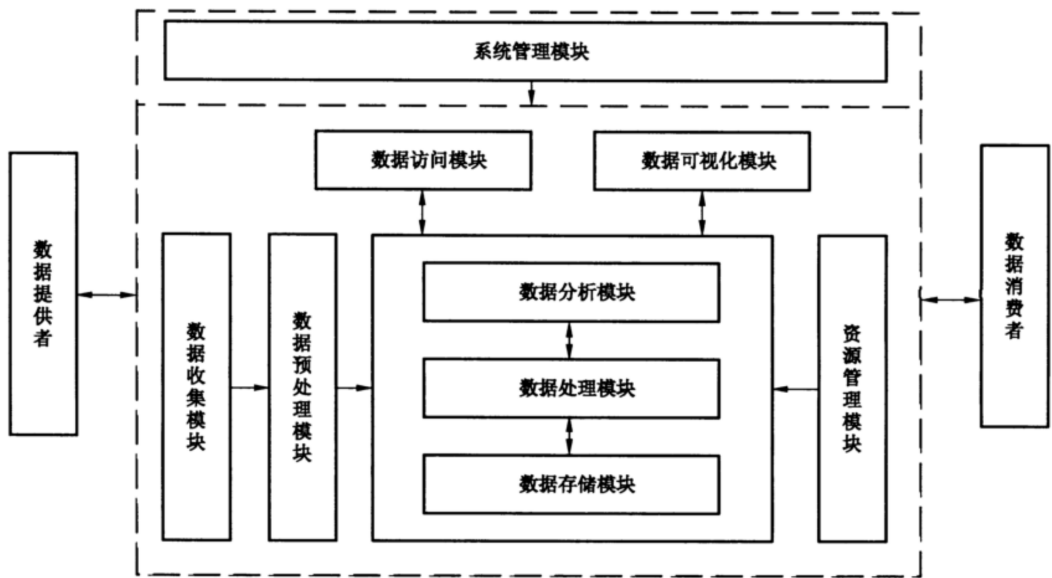 系统管理模块
数据访问模块
数据可视化模块
数据提供者
数据收集模块
数据预处理模块
数据分析模块
数据处理模块
数据存储模块
资源管理模块
数据消费者